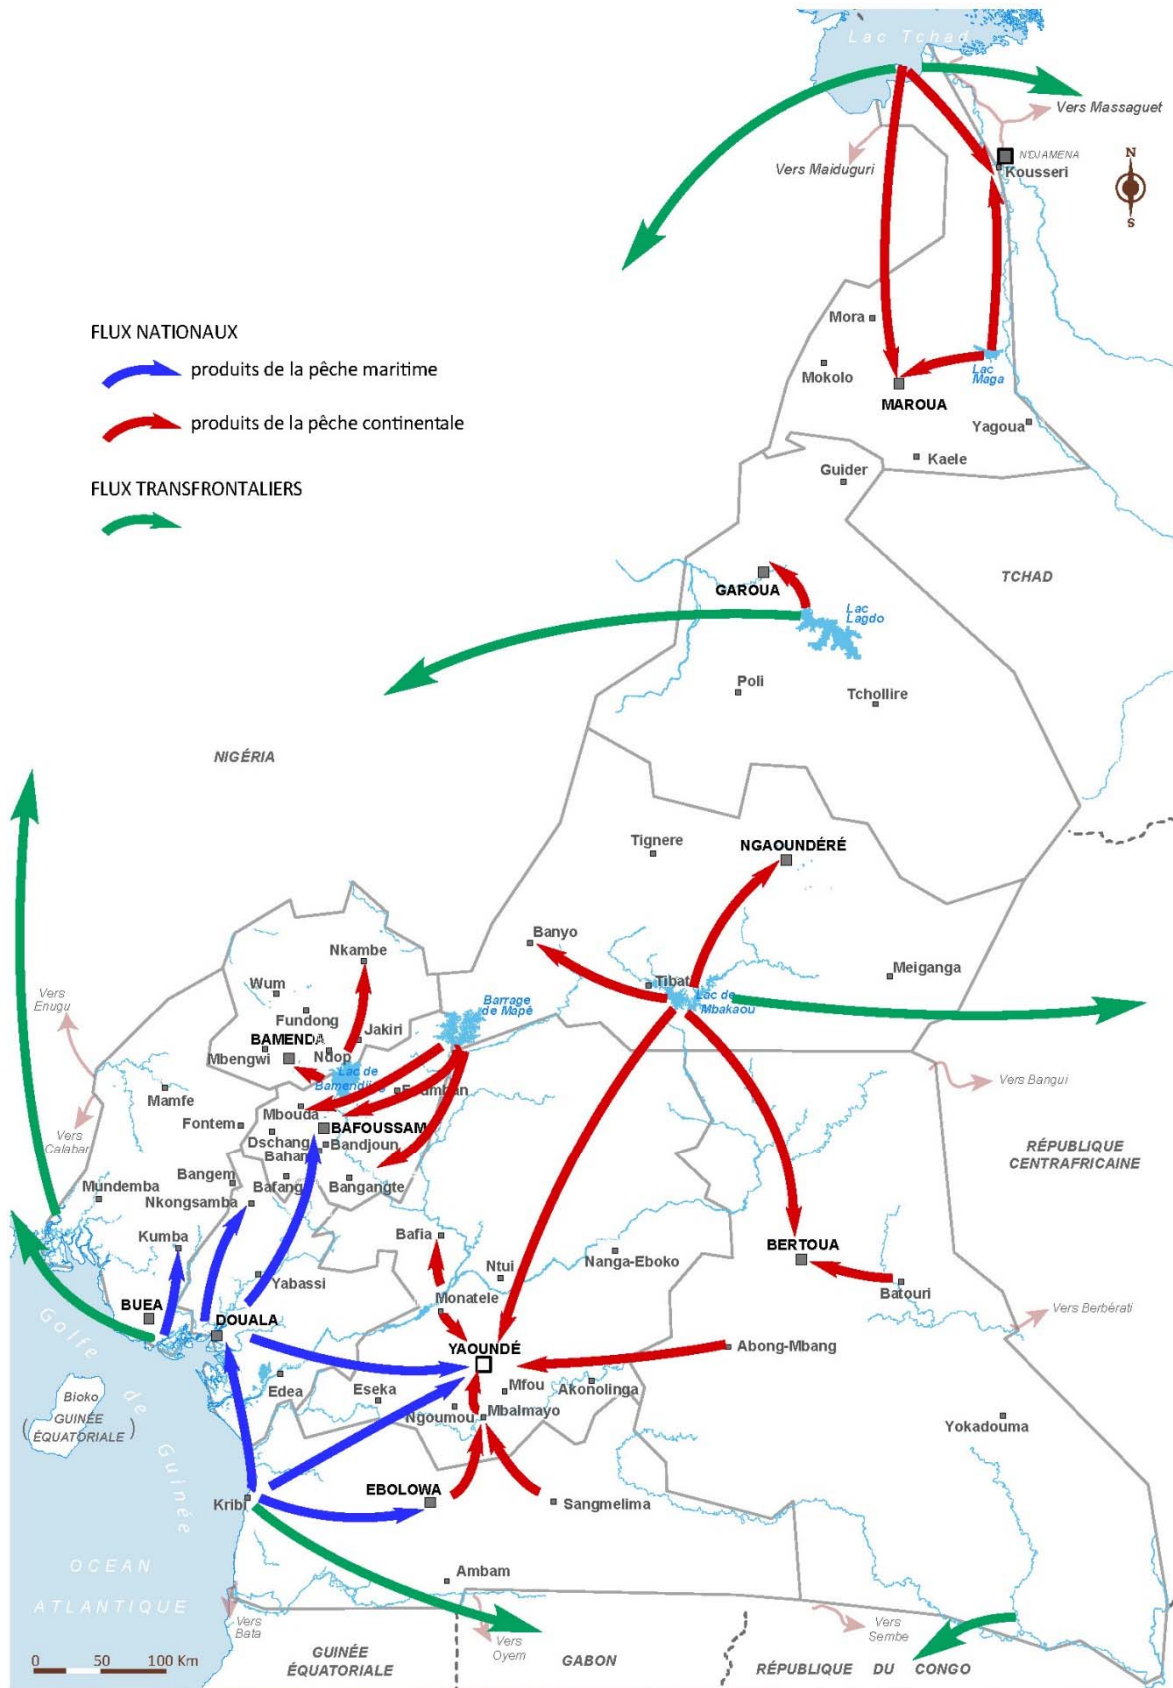 Lac Tchad
Vers Massaguet
N'DJAMENA
Kousseri
Vers Maiduguri
N
S
FLUX NATIONAUX
produits de la pêche maritime
produits de la pêche continentale
FLUX TRANSFRONTALIERS
Mora
Mokolo
Lac
Maga
MAROUA
Yagoua
Kaele
Guider
TCHAD
GAROUA
Lac
Lagdo
Poli
Tchollire
NIGÉRIA
Tignere
NGAOUNDÉRÉ
Banyo
Nkambe
Meiganga
Tibat
Lac de
Mbakaou
Wum
Vers
Enugu
Barrage
de Mapé
Fundong
Jakiri
BAMENDA
Mbengwi
Ndop
Lac de
Vers Bangui
Mamfe
Mbouda
Fontem
BAFOUSSAM
Vers
Calabar
Dschang
Bandjoun
Baham
RÉPUBLIQUE
CENTRAFRICAINE
Bangem
Mundemba
Bafang
Bangangte
Nkongsamba
Kumba
Bafia
Nanga-Eboko
BERTOUA
Ntui
Yabassi
Batouri
Monatele
BUEA
DOUALA
Vers Berbérati
YAOUNDÉ
Abong-Mbang
Golfe
de
Guinée
Edea
Eseka
Mfou
Akonolinga
Bioko
GUINÉE
( ÉQUATORIALE )
Ngoumou
Mbalmayo
Yokadouma
Kribi
EBOLOWA
Sangmelima
OCEAN
ATLANTIQUE
Ambam
Vers
Bata
Vers
Oyem
Vers
Sembe
0 50 100 Km
GUINÉE
ÉQUATORIALE
GABON
RÉPUBLIQUE DU CONGO